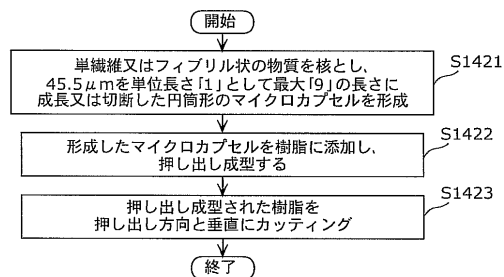 開始
単繊維又はフィブリル状の物質を核とし、
45.5μmを単位長さ「1」として最大「9」の長さに
成長又は切断した円筒形のマイクロカプセルを形成
S1421
形成したマイクロカプセルを樹脂に添加し、
押し出し成型する
S1422
押し出し成型された樹脂を
押し出し方向と垂直にカッティング
S1423
終了